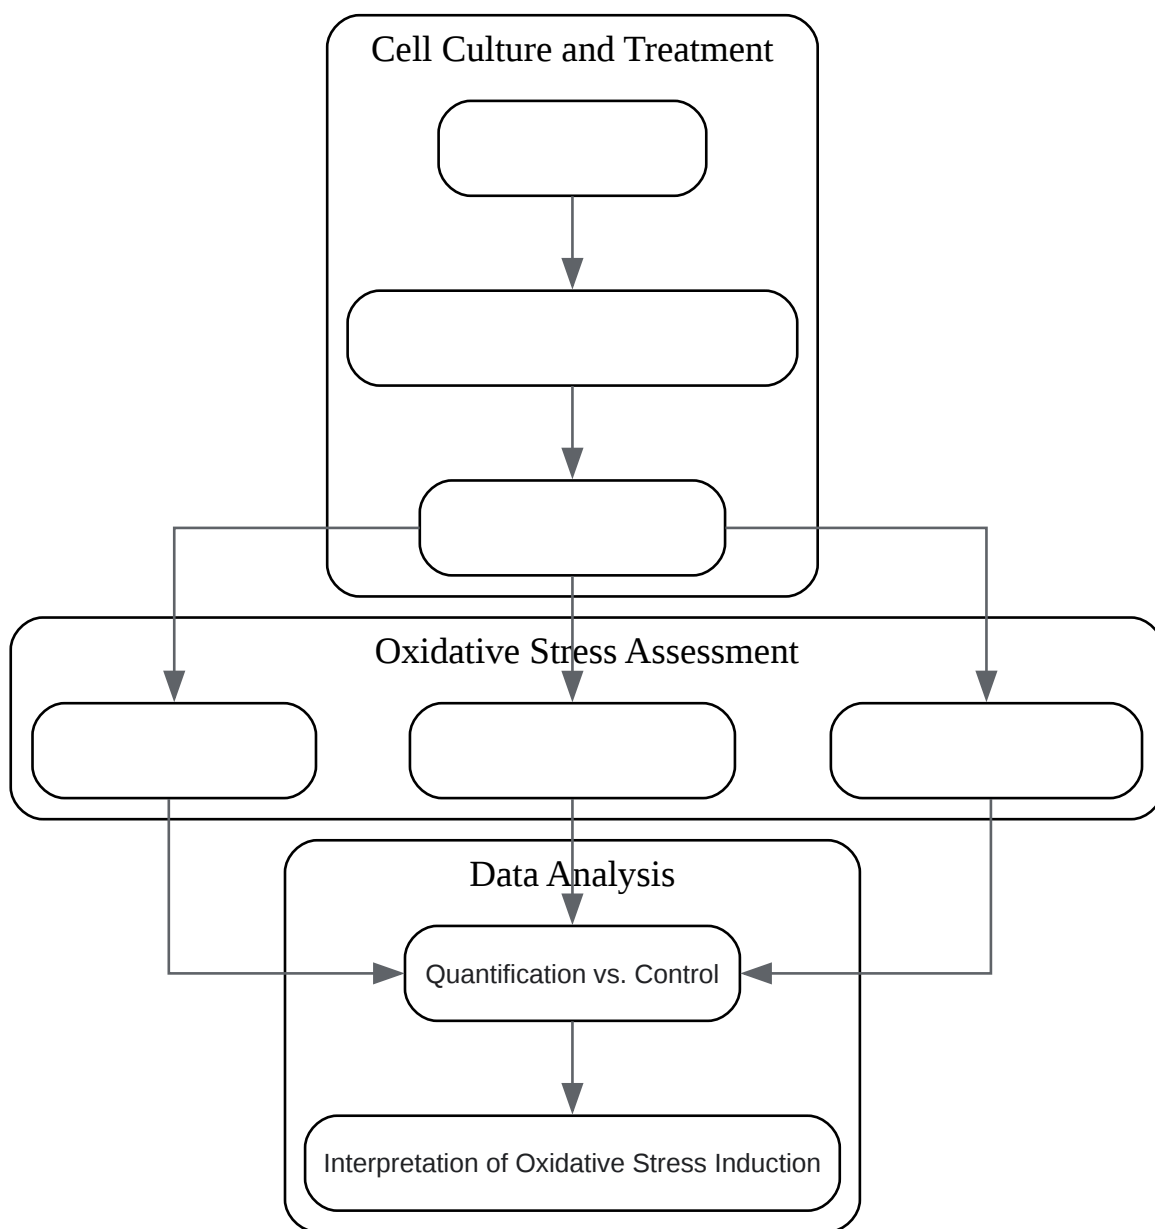 Cell Culture and Treatment
Oxidative Stress Assessment
Data Analysis
Quantification vs. Control
Interpretation of Oxidative Stress Induction